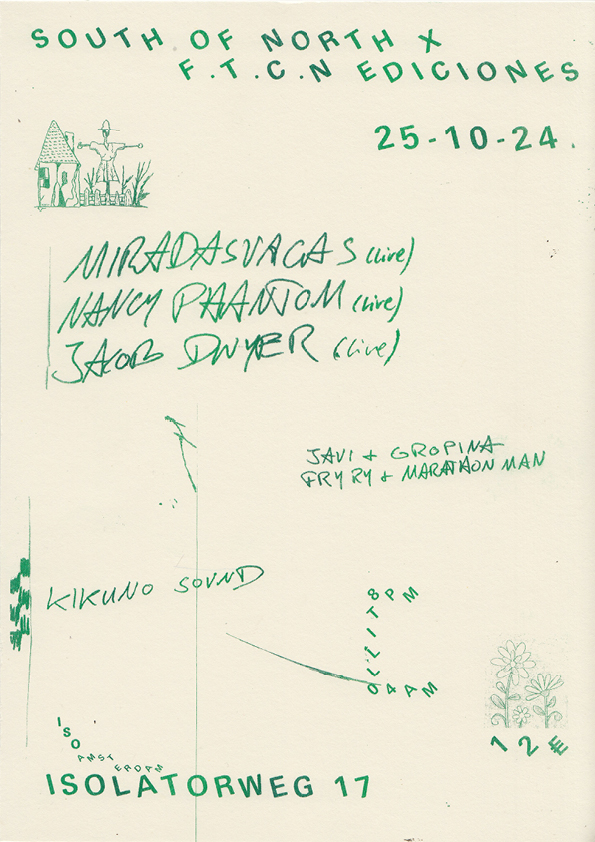 SOUTH OF NORTH X
F.T.C.N EDICIONES
25-10-24.
MIRADASVAGAS (live)
NANCY PHANTOM (live)
JACOB DWYER (live)
JAVI + GROPINA
FRY RY & MARATHON MAN
KIKUNO SOUND
8PM
TILL
04AM
12€
ISO
AMSTERDAM
ISOLATORWEG 17